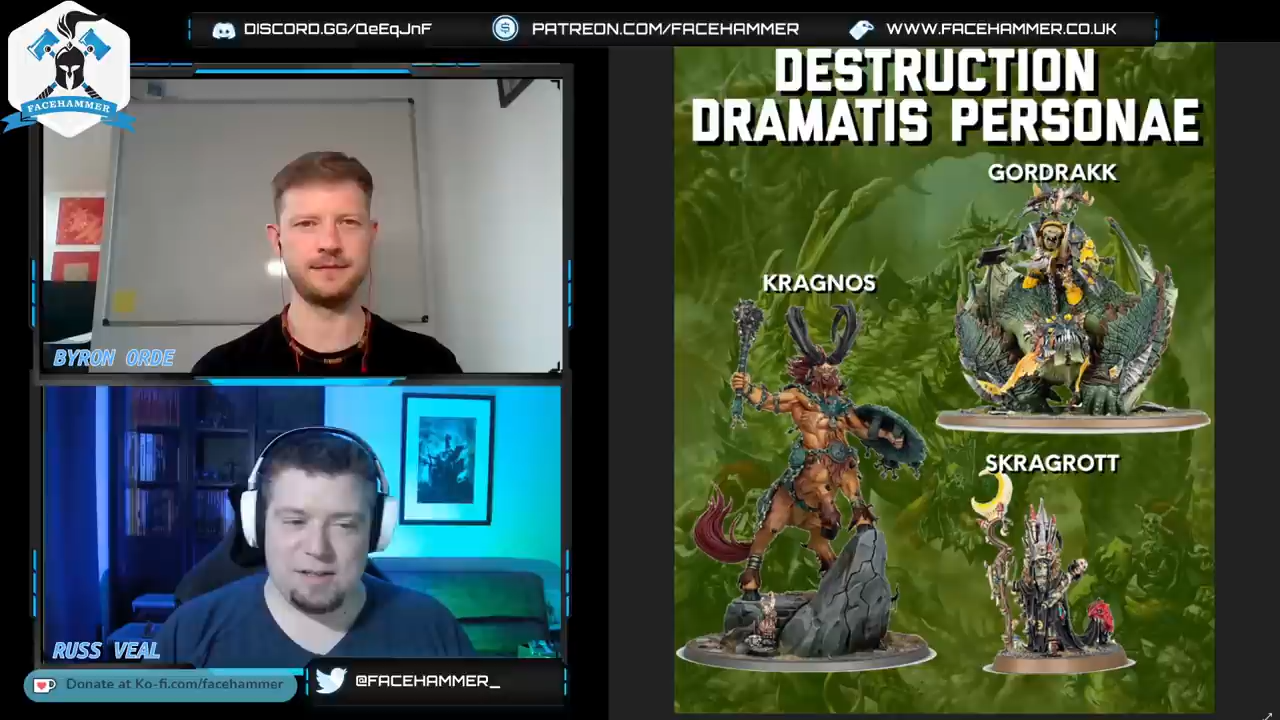 DISCORD.GG/QeEqJnF
PATREON.COM/FACEHAMMER
WWW.FACEHAMMER.CO.UK
FACEHAMMER
BYRON ORDE
RUSS VEAL
Donate at Ko-fi.com/facehammer
@FACEHAMMER_
DESTRUCTION
DRAMATIS PERSONAE
GORDRAKK
KRAGNOS
SKRAGROTT